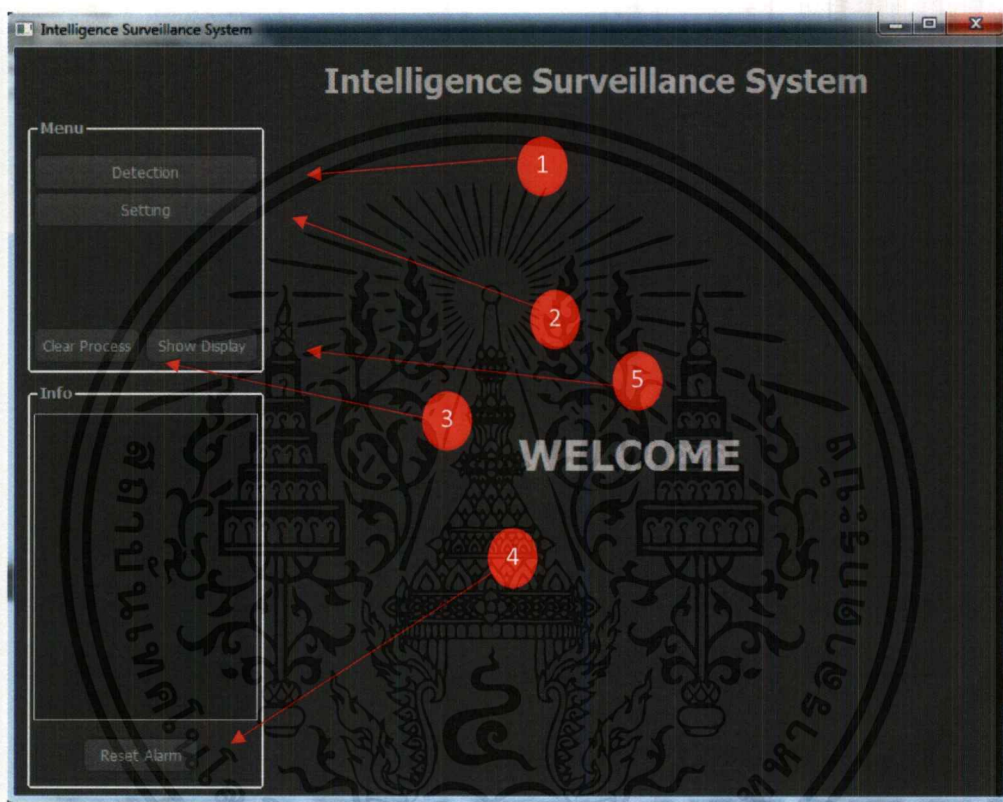 Intelligence Surveillance System
Intelligence Surveillance System
Menu
Detection
1
Setting
2
Clear Process
Show Display
5
Info
3
WELCOME
4
Reset Alarm